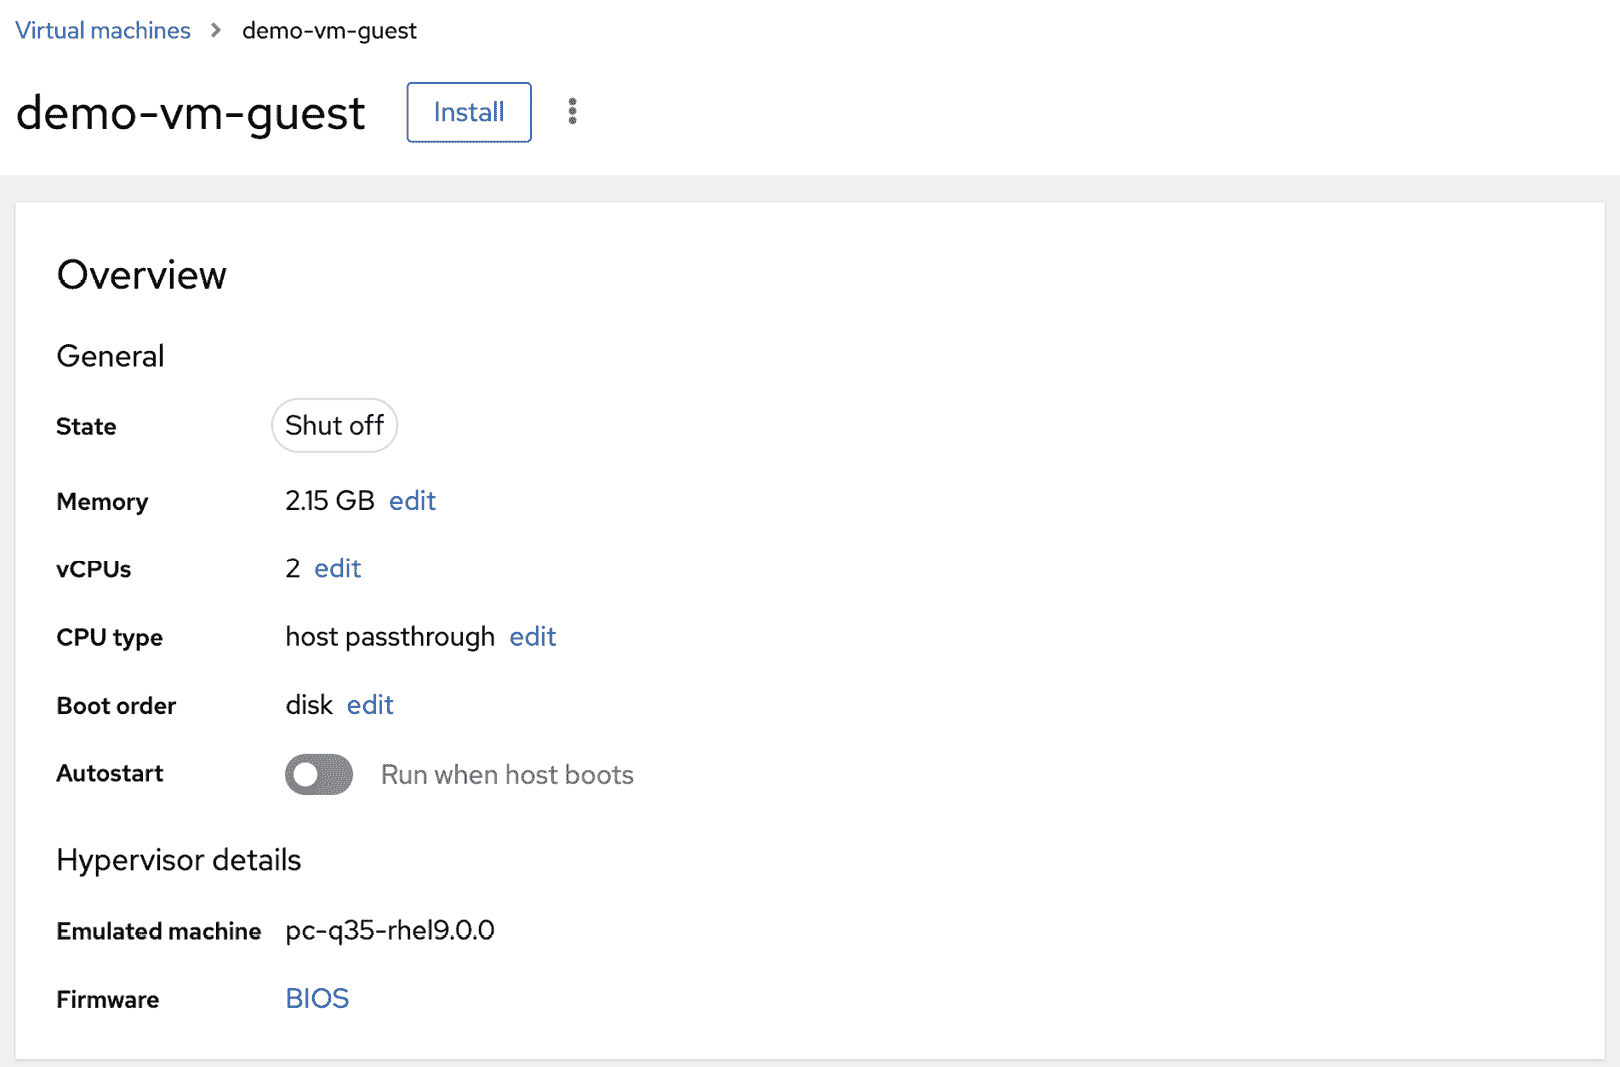 Virtual machines > demo-vm-guest
demo-vm-guest Install
Overview
General
State Shut off
Memory 2.15 GB edit
vCPUs 2 edit
CPU type host passthrough edit
Boot order disk edit
Autostart Run when host boots
Hypervisor details
Emulated machine pc-q35-rhel9.0.0
Firmware BIOS